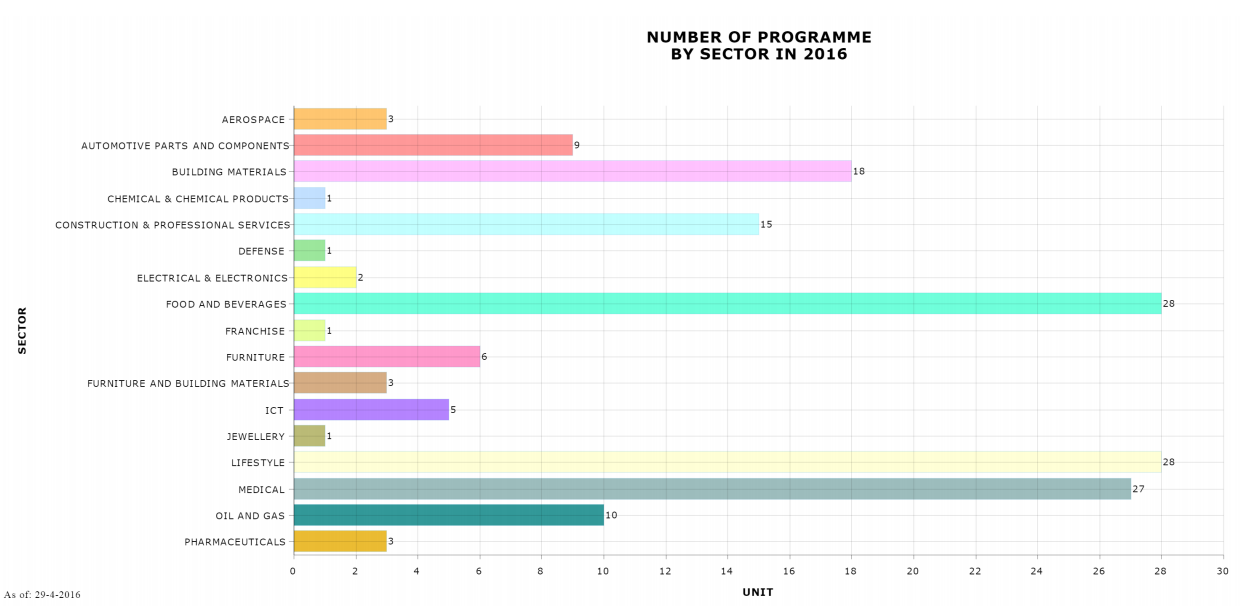 NUMBER OF PROGRAMME
BY SECTOR IN 2016
AEROSPACE 3
AUTOMOTIVE PARTS AND COMPONENTS 9
BUILDING MATERIALS 18
CHEMICAL & CHEMICAL PRODUCTS 1
CONSTRUCTION & PROFESSIONAL SERVICES 15
DEFENSE 1
ELECTRICAL & ELECTRONICS 2
FOOD AND BEVERAGES 28
FRANCHISE 1
FURNITURE 6
FURNITURE AND BUILDING MATERIALS 3
ICT 5
JEWELLERY 1
LIFESTYLE 28
MEDICAL 27
OIL AND GAS 10
PHARMACEUTICALS 3
SECTOR
0 2 4 6 8 10 12 14 16 18 20 22 24 26 28 30
UNIT
As of: 29-4-2016